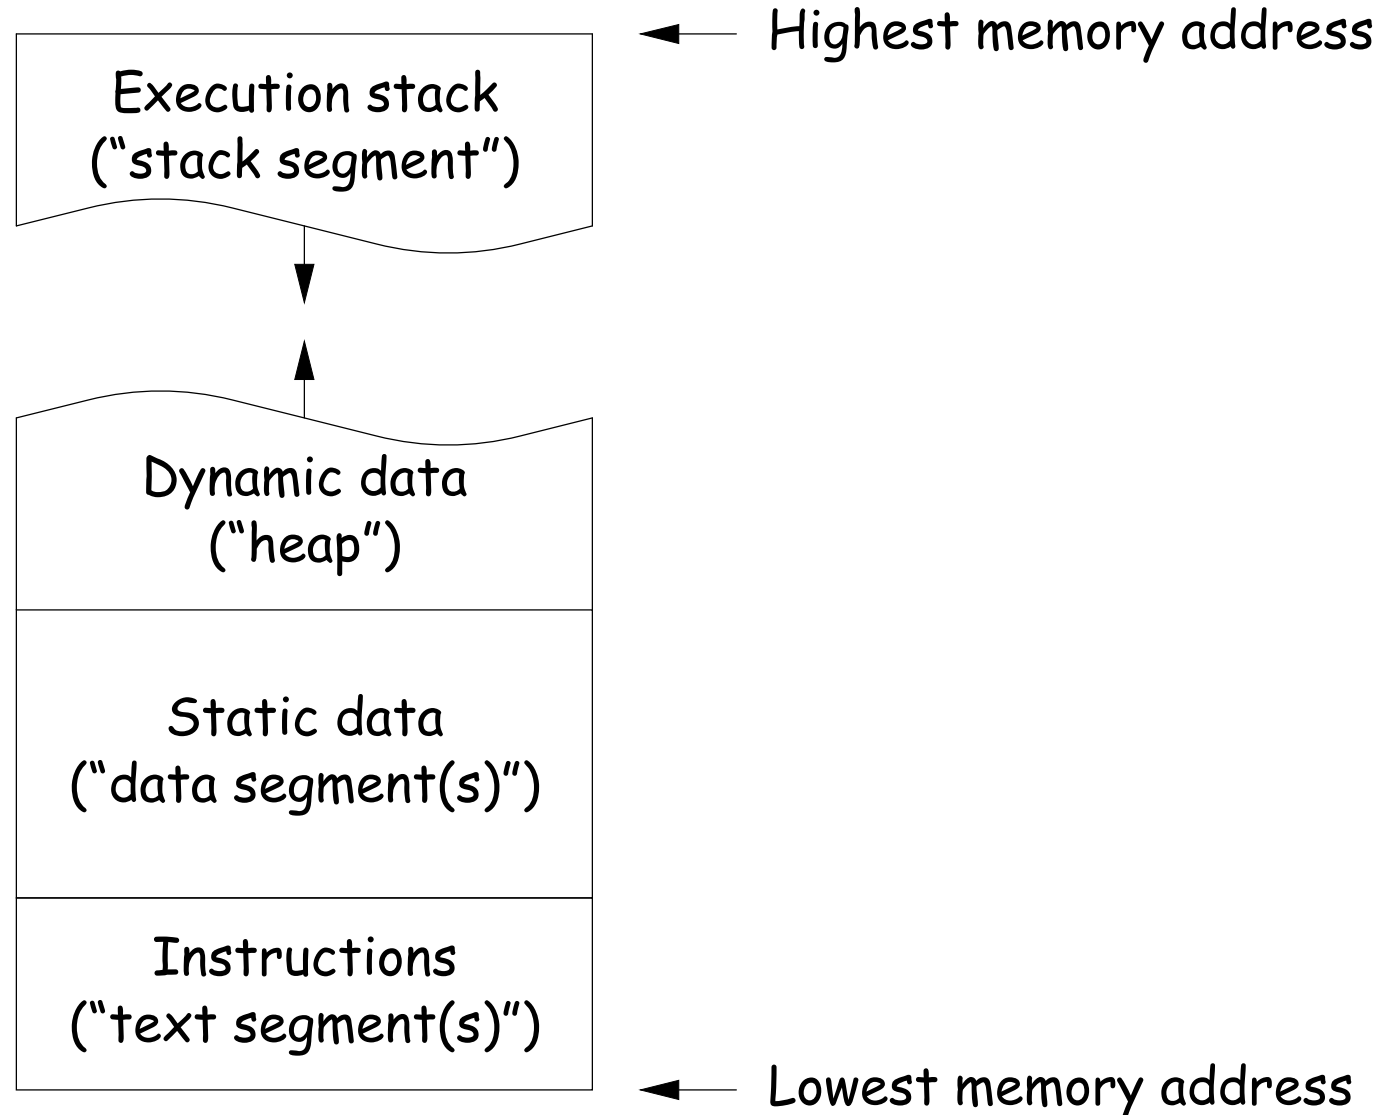 Highest memory address
Execution stack
(“stack segment”)
Dynamic data
(“heap”)
Static data
(“data segment(s)”)
Instructions
(“text segment(s)”)
Lowest memory address